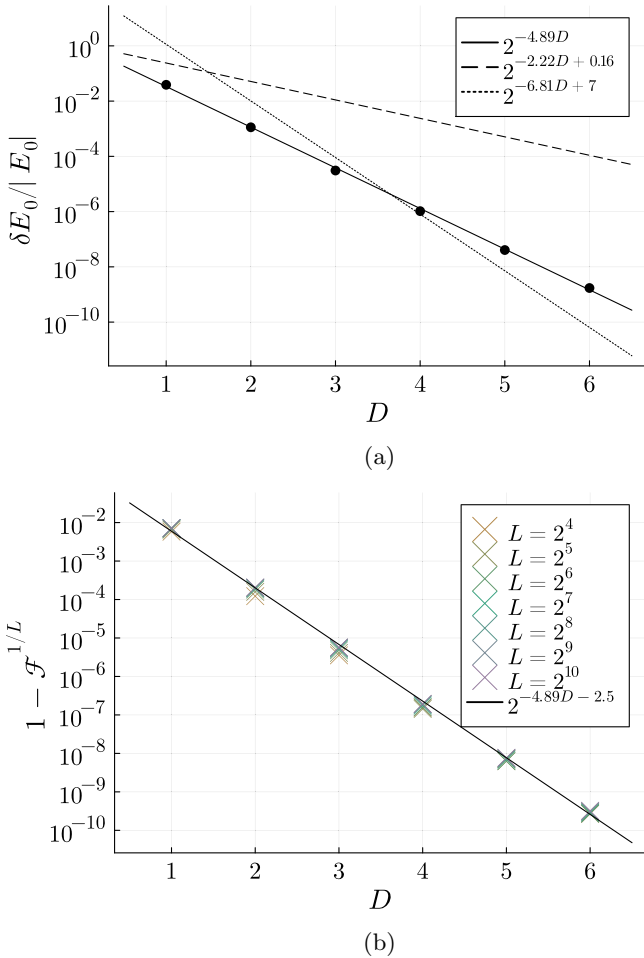 10^0
10^{-2}
10^{-4}
10^{-6}
10^{-8}
10^{-10}
δE_0/| E_0|
2^{-4.89D}
2^{-2.22D + 0.16}
2^{-6.81D + 7}
1 2 3 4 5 6
D
(a)
10^{-2}
10^{-3}
10^{-4}
10^{-5}
10^{-6}
10^{-7}
10^{-8}
10^{-9}
10^{-10}
1 − ℱ^{1/L}
L = 2^4
L = 2^5
L = 2^6
L = 2^7
L = 2^8
L = 2^9
L = 2^{10}
2^{-4.89D − 2.5}
1 2 3 4 5 6
D
(b)